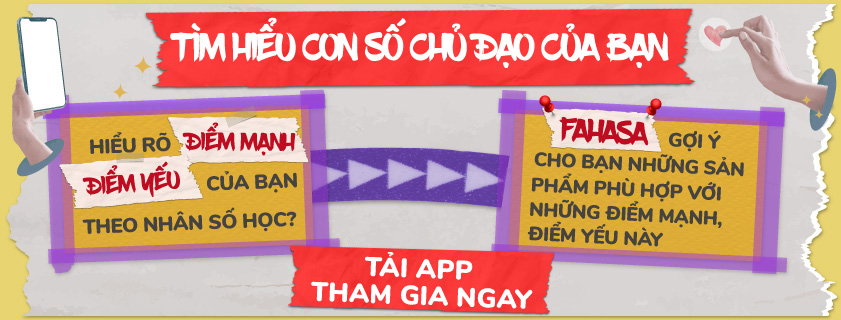 TÌM HIỂU CON SỐ CHỦ ĐẠO CỦA BẠN
HIỂU RÕ ĐIỂM MẠNH
ĐIỂM YẾU CỦA BẠN
THEO NHÂN SỐ HỌC?
FAHASA GỢI Ý
CHO BẠN NHỮNG SẢN
PHẨM PHÙ HỢP VỚI
NHỮNG ĐIỂM MẠNH,
ĐIỂM YẾU NÀY
TẢI APP
THAM GIA NGAY